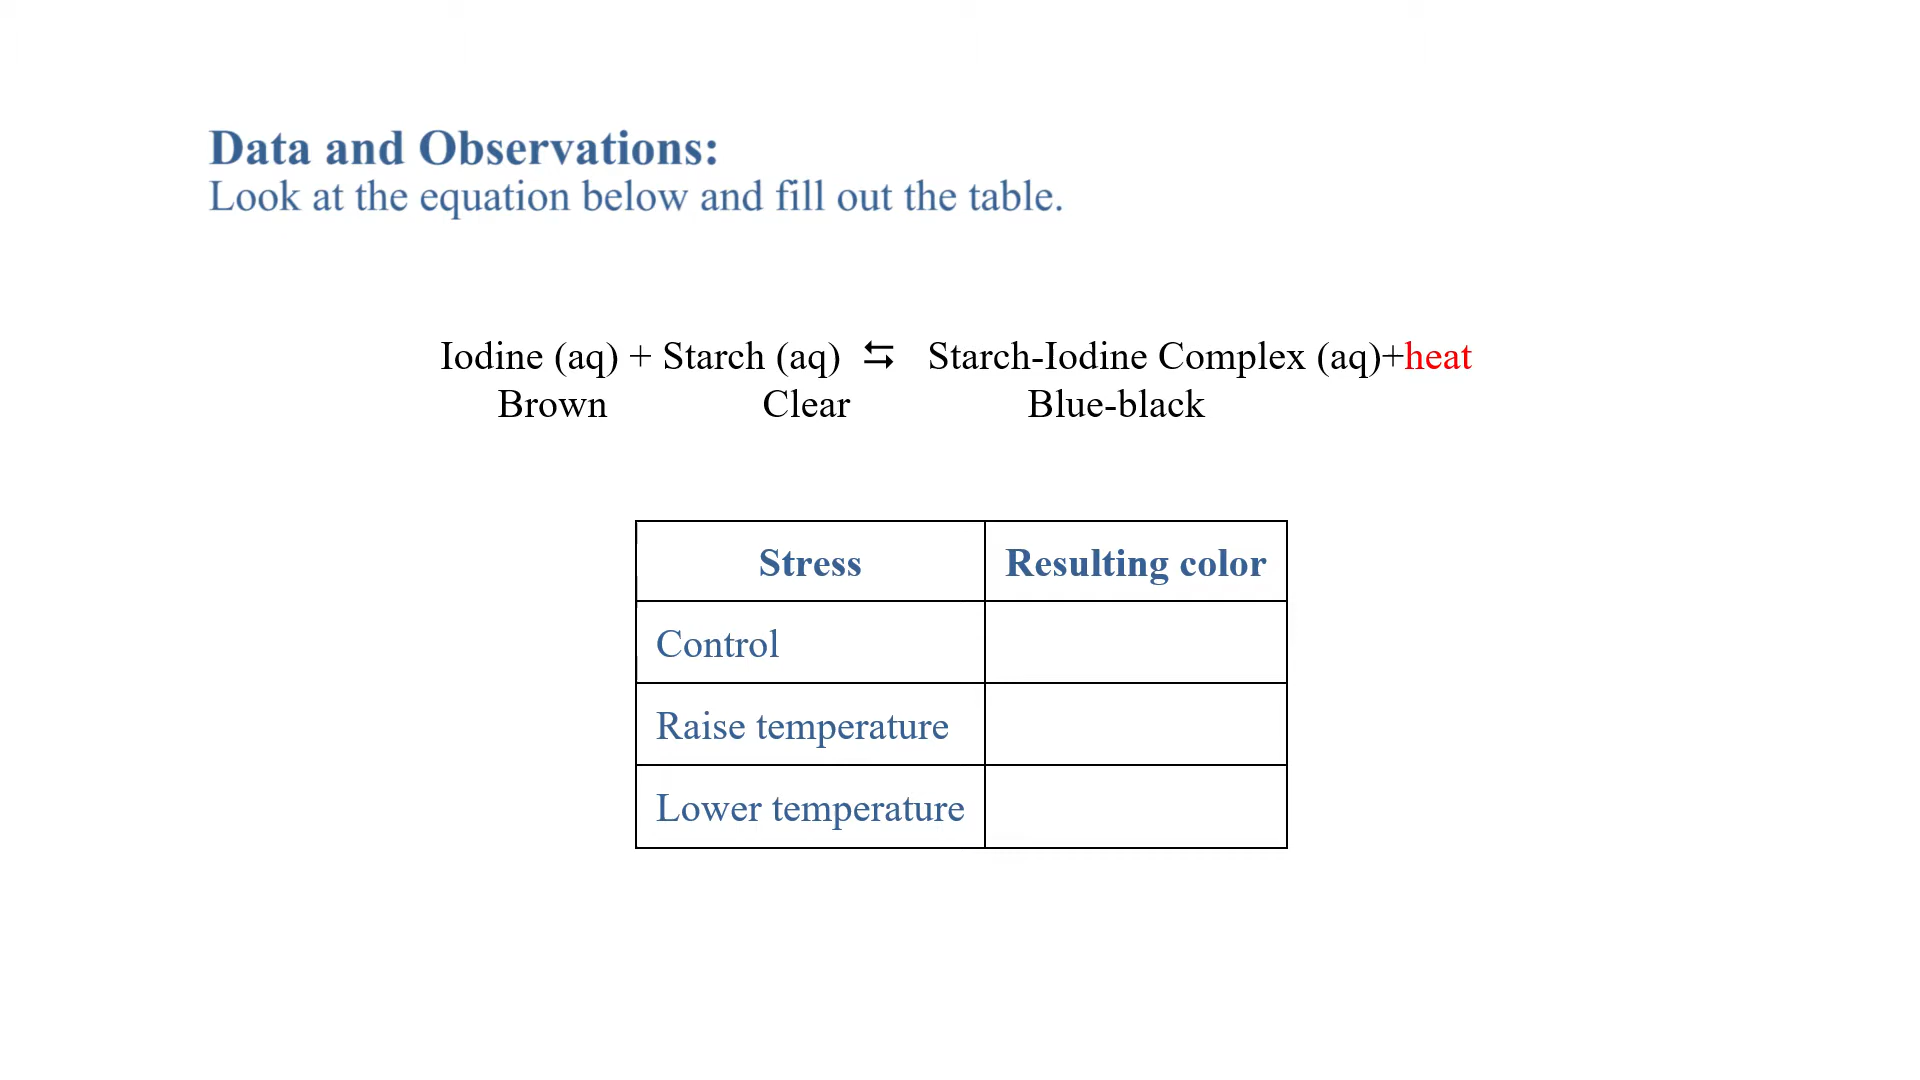 Data and Observations:
Look at the equation below and fill out the table.
Iodine (aq) + Starch (aq) ⇆ Starch-Iodine Complex (aq)+heat
Brown Clear Blue-black
Stress Resulting color
Control
Raise temperature
Lower temperature